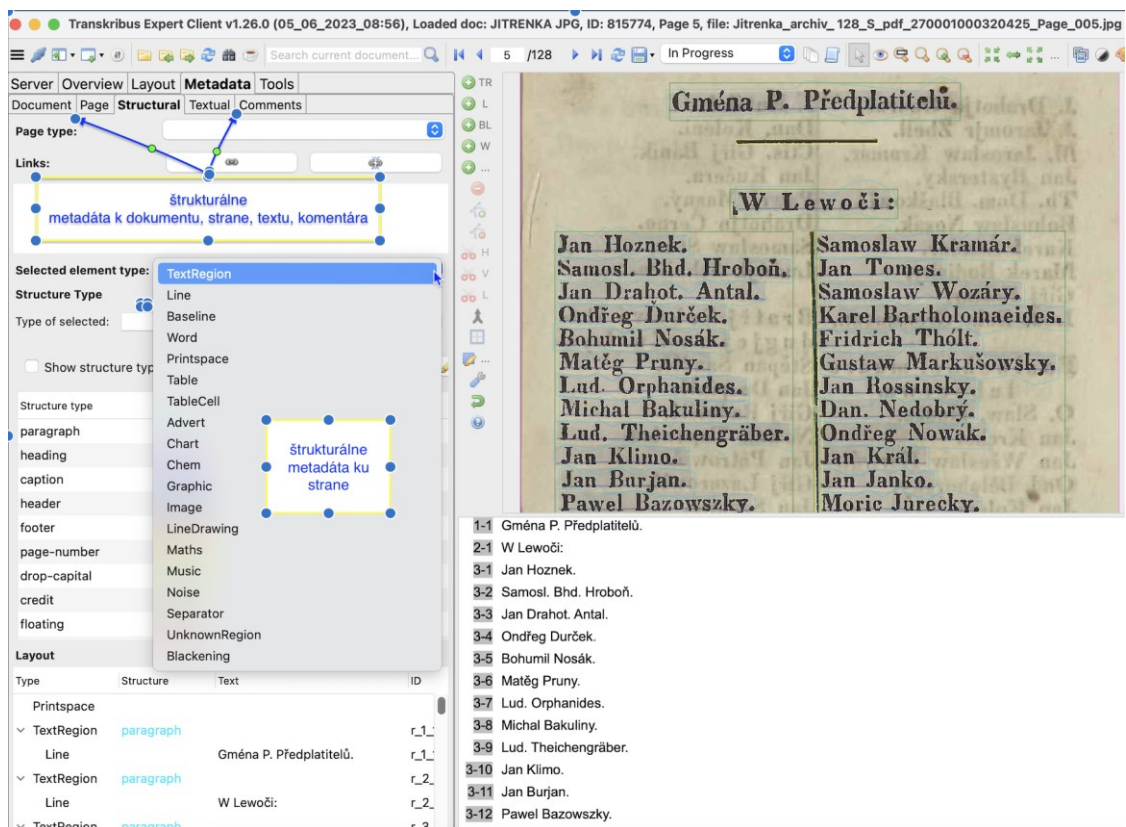 Transkribus Expert Client v1.26.0 (05_06_2023_08:56), Loaded doc: JITRENKA JPG, ID: 815774, Page 5, file: Jitrenka_archiv_128_S_pdf_270001000320425_Page_005.jpg
Search current document...
5 /128
In Progress
Server Overview Layout Metadata Tools
Document Page Structural Textual Comments
Page type:
Links:
štrukturálne
metadáta k dokumentu, strane, textu, komentára
Selected element type:
Structure Type
Type of selected:
Show structure typ
Structure type
paragraph
heading
caption
header
footer
page-number
drop-capital
credit
floating
TextRegion
Line
Baseline
Word
Printspace
Table
TableCell
Advert
Chart
Chem
Graphic
Image
LineDrawing
Maths
Music
Noise
Separator
UnknownRegion
Blackening
štrukturálne
metadáta ku
strane
Layout
Type Structure Text ID
Printspace
TextRegion paragraph r_1_
Line Gména P. Předplatitelů. r_1_
TextRegion paragraph r_2_
Line W Lewoči: r_2_
TextRegion paragraph r_3
TR
L
BL
W
...
H
V
L
...
Gména P. Předplatitelů.
W Lewoči:
Jan Hoznek.
Samosl. Bhd. Hroboň.
Jan Drahot. Antal.
Ondřeg Ďurček.
Bohumil Nosák.
Matěg Pruny.
Lud. Orphanides.
Michal Bakuliny.
Lud. Theichengräber.
Jan Klimo.
Jan Burjan.
Pawel Bazowszky.
Samoslaw Kramár.
Jan Tomes.
Samoslaw Wozáry.
Karel Bartholomaeides.
Fridrich Thólt.
Gustaw Markušowsky.
Jan Rossinsky.
Dan. Nedobrý.
Ondřeg Nowák.
Jan Král.
Jan Janko.
Moric Jurecky.
1-1 Gména P. Předplatitelů.
2-1 W Lewoči:
3-1 Jan Hoznek.
3-2 Samosl. Bhd. Hroboň.
3-3 Jan Drahot. Antal.
3-4 Ondřeg Durček.
3-5 Bohumil Nosák.
3-6 Matěg Pruny.
3-7 Lud. Orphanides.
3-8 Michal Bakuliny.
3-9 Lud. Theichengräber.
3-10 Jan Klimo.
3-11 Jan Burjan.
3-12 Pawel Bazowszky.